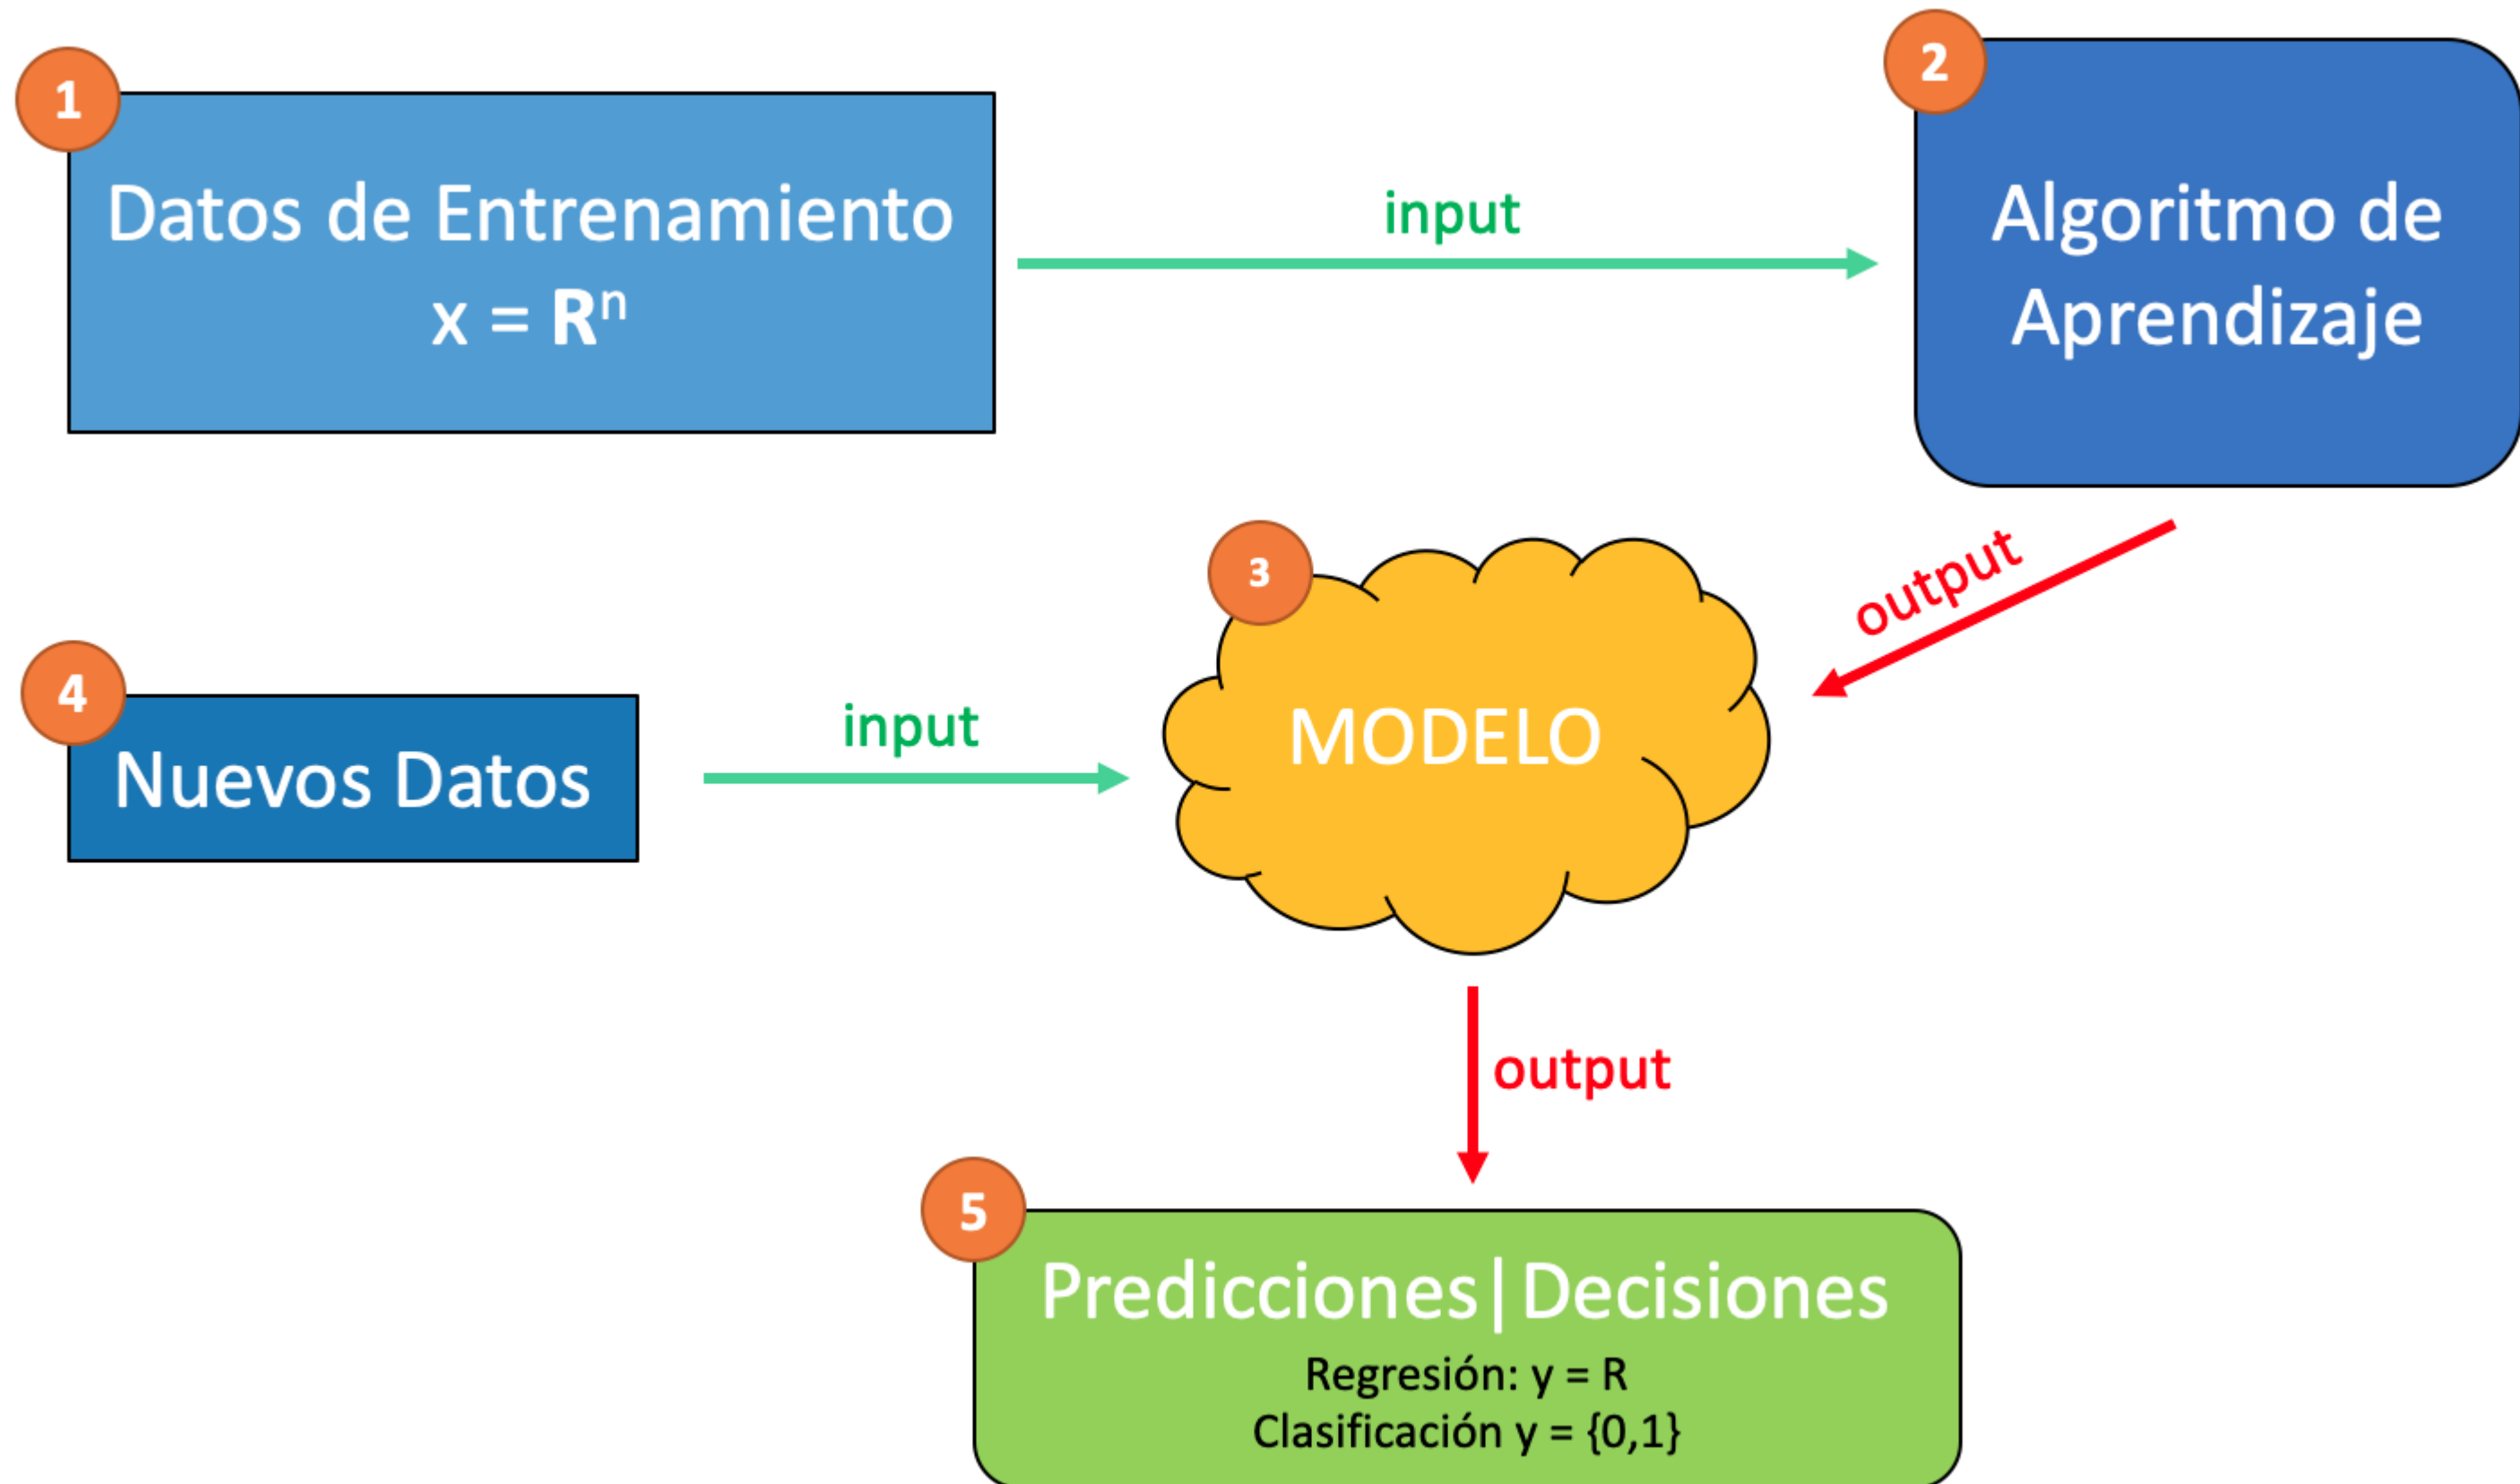 1
Datos de Entrenamiento
x = Rⁿ
input
2
Algoritmo de
Aprendizaje
output
3
MODELO
4
Nuevos Datos
input
output
5
Predicciones|Decisiones
Regresión: y = R
Clasificación y = {0,1}